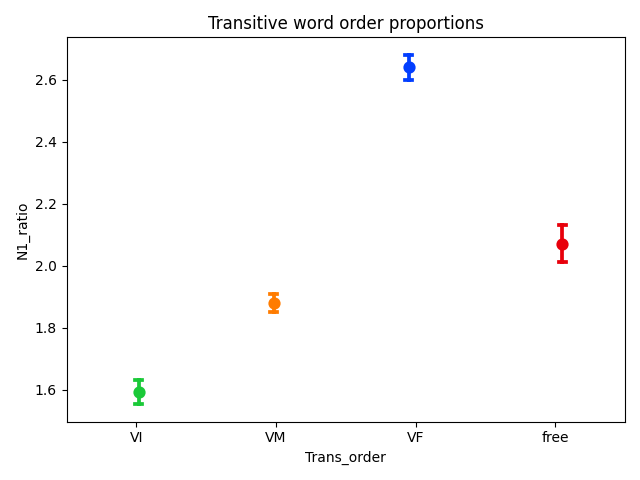 Transitive word order proportions
N1_ratio
2.6
2.4
2.2
2.0
1.8
1.6
VI VM VF free
Trans_order